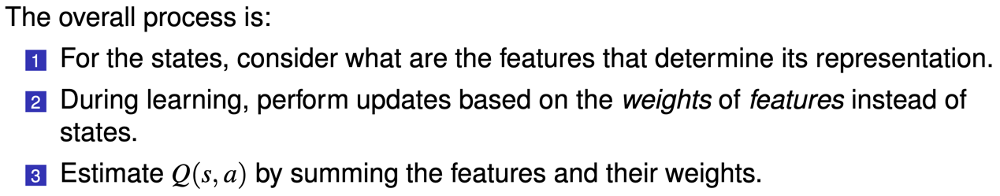 The overall process is:
1 For the states, consider what are the features that determine its representation.
2 During learning, perform updates based on the weights of features instead of
states.
3 Estimate Q(s, a) by summing the features and their weights.